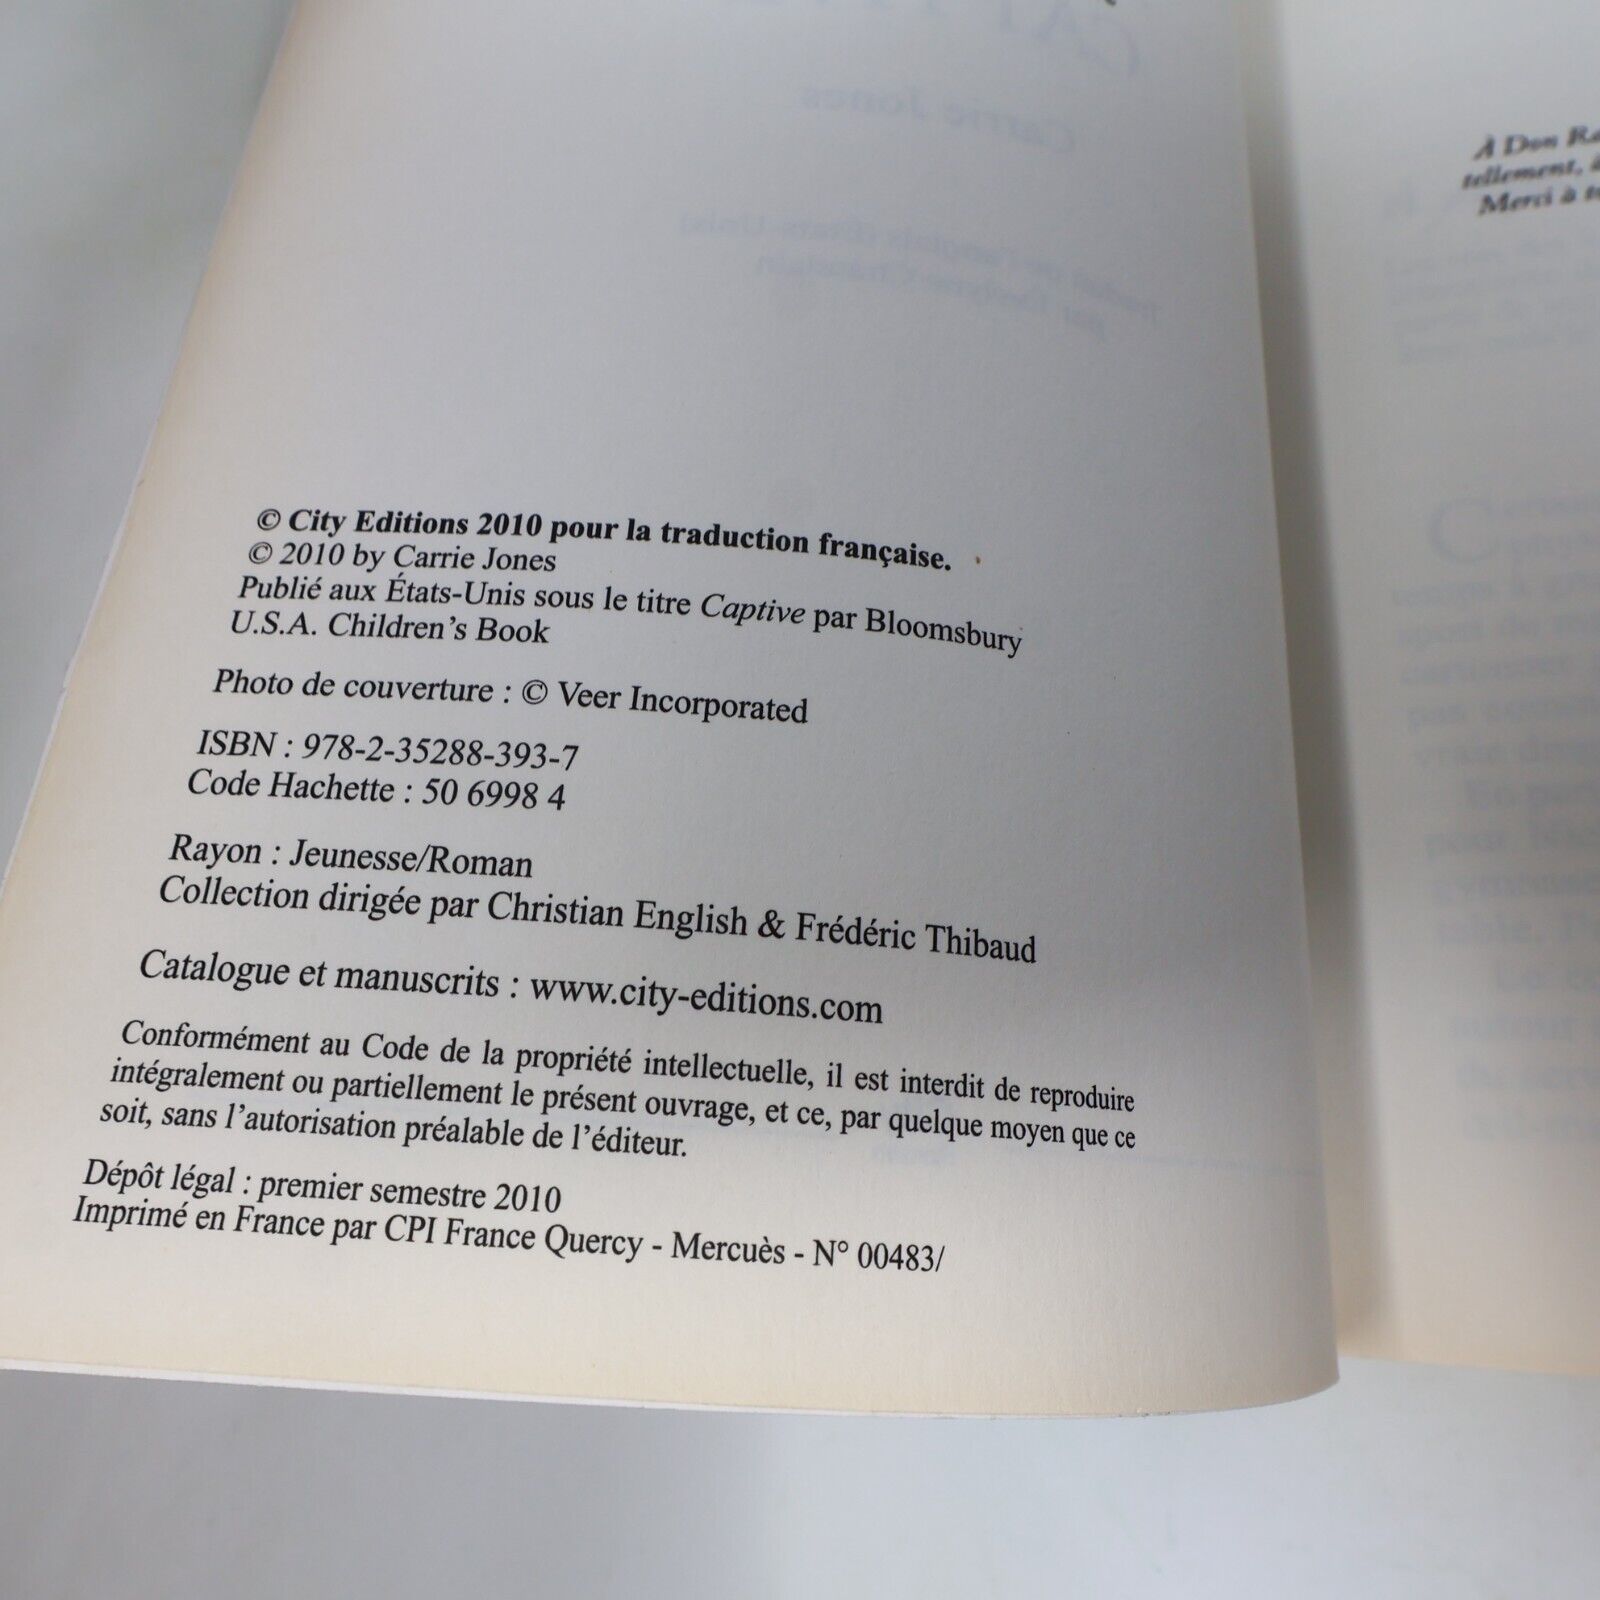 © City Editions 2010 pour la traduction française.
© 2010 by Carrie Jones
Publié aux États-Unis sous le titre Captive par Bloomsbury
U.S.A. Children's Book
Photo de couverture : © Veer Incorporated
ISBN : 978-2-35288-393-7
Code Hachette : 50 6998 4
Rayon : Jeunesse/Roman
Collection dirigée par Christian English & Frédéric Thibaud
Catalogue et manuscrits : www.city-editions.com
Conformément au Code de la propriété intellectuelle, il est interdit de reproduire
intégralement ou partiellement le présent ouvrage, et ce, par quelque moyen que ce
soit, sans l'autorisation préalable de l'éditeur.
Dépôt légal : premier semestre 2010
Imprimé en France par CPI France Quercy - Mercuès - N° 00483/
À Don
tellement,
Merci à